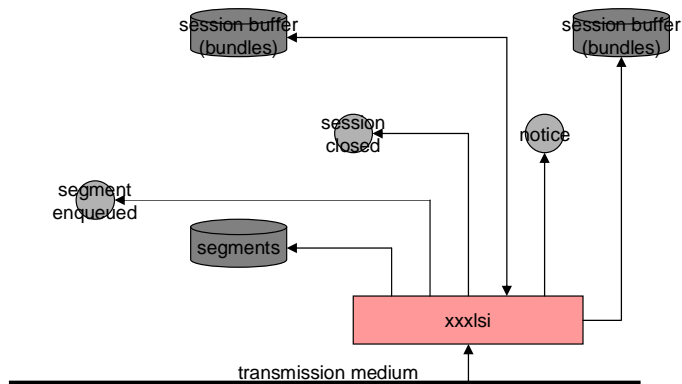 session buffer
(bundles)
session buffer
(bundles)
session
closed
notice
segment
enqueued
segments
xxxlsi
transmission medium